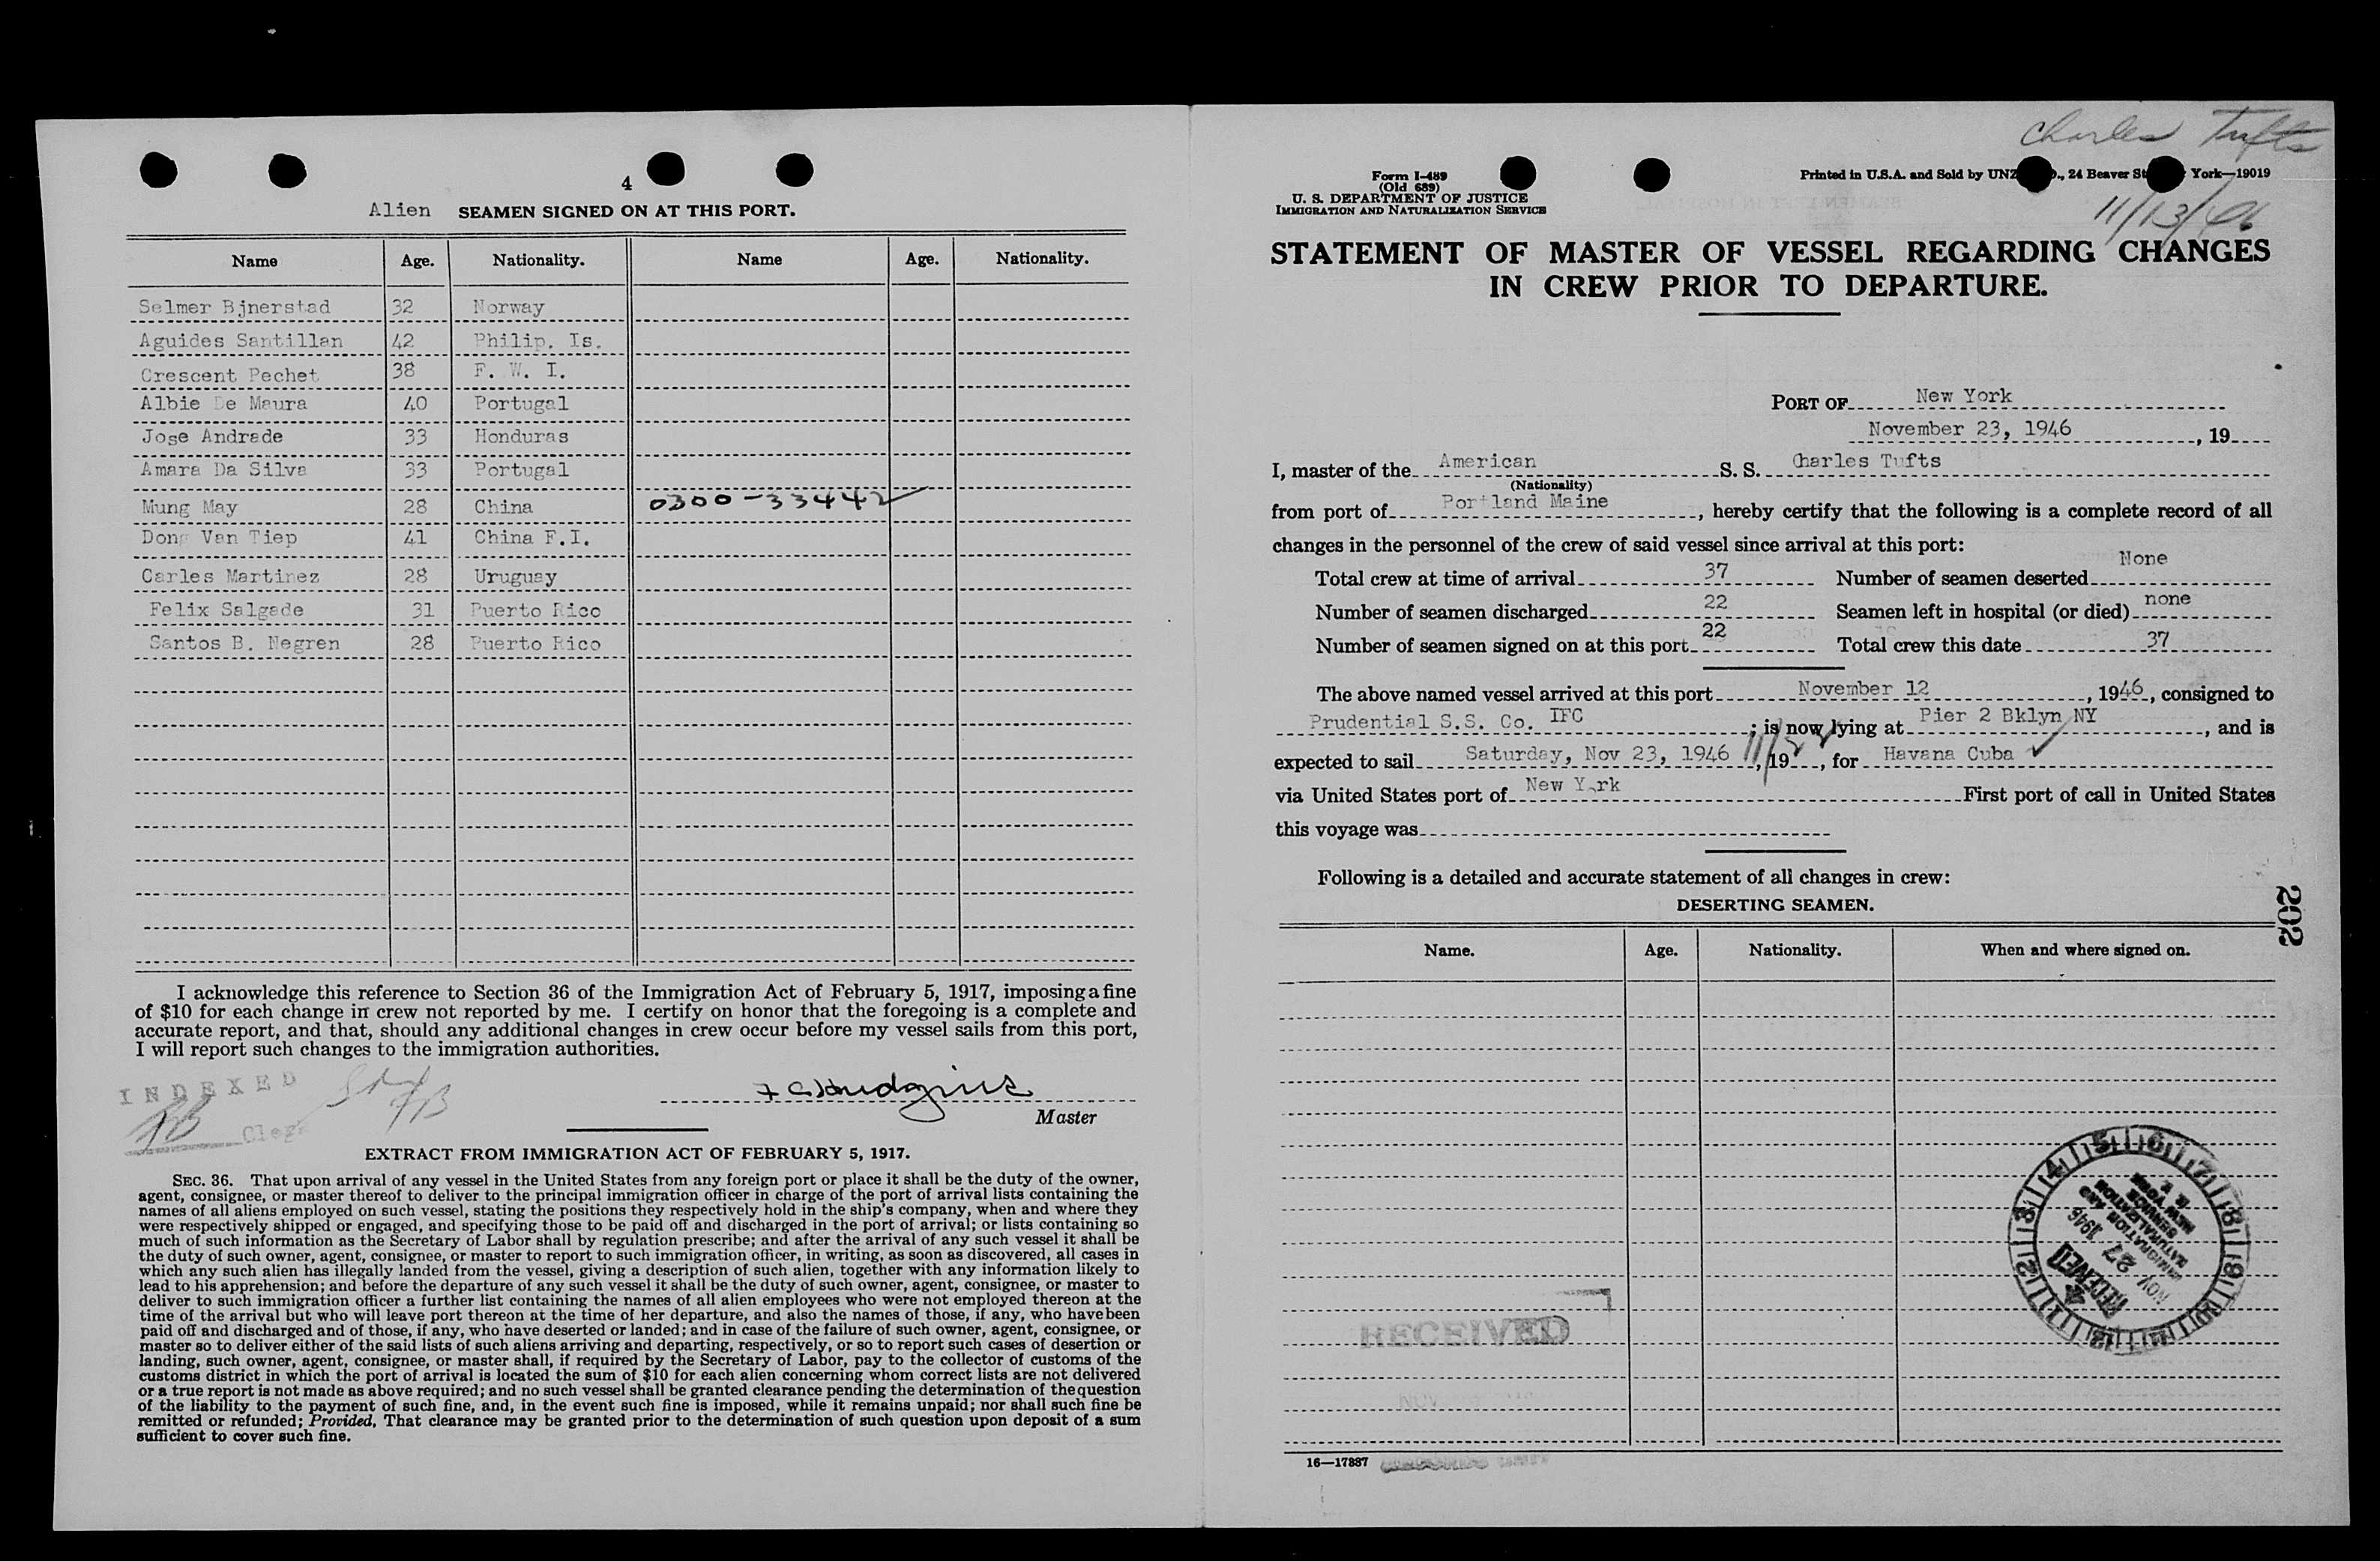 4
Alien SEAMEN SIGNED ON AT THIS PORT.
Name Age. Nationality. Name Age. Nationality.
Selmer Bjnerstad 32 Norway
Aguides Santillan 42 Philip. Is.
Crescent Pechet 38 F. W. I.
Albie De Maura 40 Portugal
Jose Andrade 33 Honduras
Amara Da Silva 33 Portugal
Mung May 28 China 0300-33442
Dong Van Tiep 41 China F.I.
Carles Martinez 28 Uruguay
Felix Salgade 31 Puerto Rico
Santos B. Negren 28 Puerto Rico
I acknowledge this reference to Section 36 of the Immigration Act of February 5, 1917, imposing a fine
of $10 for each change in crew not reported by me. I certify on honor that the foregoing is a complete and
accurate report, and that, should any additional changes in crew occur before my vessel sails from this port,
I will report such changes to the immigration authorities.
INDEXED
Master
EXTRACT FROM IMMIGRATION ACT OF FEBRUARY 5, 1917.
SEC. 36. That upon arrival of any vessel in the United States from any foreign port or place it shall be the duty of the owner,
agent, consignee, or master thereof to deliver to the principal immigration officer in charge of the port of arrival lists containing the
names of all aliens employed on such vessel, stating the positions they respectively hold in the ship's company, when and where they
were respectively shipped or engaged, and specifying those to be paid off and discharged in the port of arrival; or lists containing so
much of such information as the Secretary of Labor shall by regulation prescribe; and after the arrival of any such vessel it shall be
the duty of such owner, agent, consignee, or master to report to such immigration officer, in writing, as soon as discovered, all cases in
which any such alien has illegally landed from the vessel, giving a description of such alien, together with any information likely to
lead to his apprehension; and before the departure of any such vessel it shall be the duty of such owner, agent, consignee, or master to
deliver to such immigration officer a further list containing the names of all alien employees who were not employed thereon at the
time of the arrival but who will leave port thereon at the time of her departure, and also the names of those, if any, who have been
paid off and discharged and of those, if any, who have deserted or landed; and in case of the failure of such owner, agent, consignee, or
master so to deliver either of the said lists of such aliens arriving and departing, respectively, or so to report such cases of desertion or
landing, such owner, agent, consignee, or master shall, if required by the Secretary of Labor, pay to the collector of customs of the
customs district in which the port of arrival is located the sum of $10 for each alien concerning whom correct lists are not delivered
or a true report is not made as above required; and no such vessel shall be granted clearance pending the determination of the question
of the liability to the payment of such fine, and, in the event such fine is imposed, while it remains unpaid; nor shall such fine be
remitted or refunded; Provided, That clearance may be granted prior to the determination of such question upon deposit of a sum
sufficient to cover such fine.
Charles Tufts
11/13/46
Form I-489
(Old 689)
U. S. DEPARTMENT OF JUSTICE
IMMIGRATION AND NATURALIZATION SERVICE
Printed in U.S.A. and Sold by UNZ , 24 Beaver St York—19019
STATEMENT OF MASTER OF VESSEL REGARDING CHANGES
IN CREW PRIOR TO DEPARTURE.
PORT OF New York
November 23, 1946, 19
I, master of the American S. S. Charles Tufts
(Nationality)
from port of Portland Maine, hereby certify that the following is a complete record of all
changes in the personnel of the crew of said vessel since arrival at this port:
Total crew at time of arrival 37 Number of seamen deserted None
Number of seamen discharged 22 Seamen left in hospital (or died) none
Number of seamen signed on at this port 22 Total crew this date 37
The above named vessel arrived at this port November 12, 1946, consigned to
Prudential S.S. Co. IFC; is now lying at Pier 2 Bklyn NY, and is
expected to sail Saturday, Nov 23, 1946, 19, for Havana Cuba
via United States port of New York First port of call in United States
this voyage was
Following is a detailed and accurate statement of all changes in crew:
DESERTING SEAMEN.
Name. Age. Nationality. When and where signed on.
202
RECEIVED
NOV
RECEIVED
NOV 27 1946
IMMIGRATION AND
NATURALIZATION
SERVICE
NEW YORK
N. Y.
16—17887